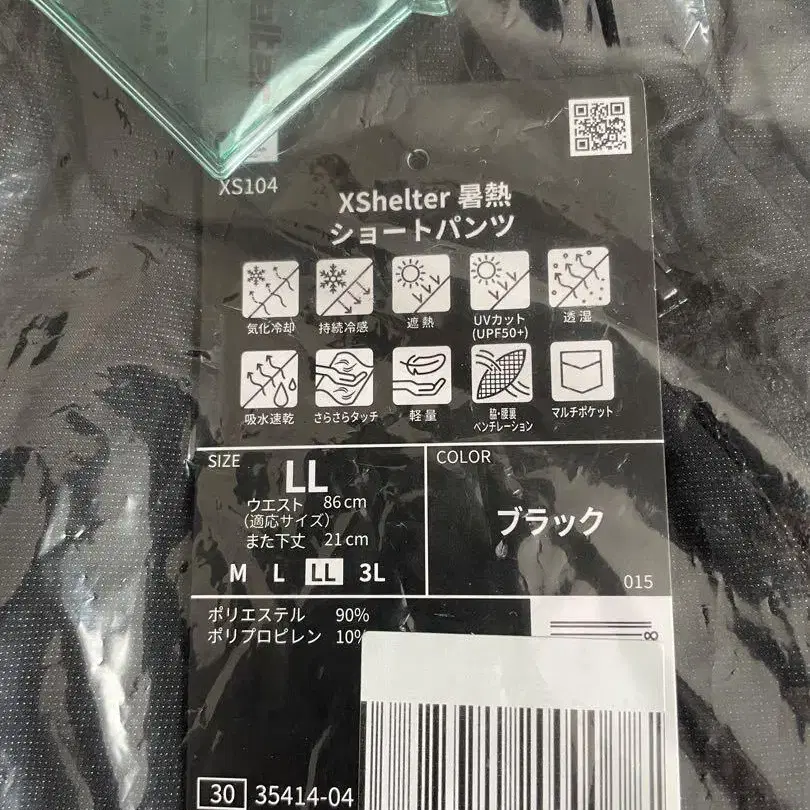 XS104
XShelter 暑熱
ショートパンツ
気化冷却
持続冷感
遮熱
UVカット
(UPF50+)
透湿
吸水速乾
さらさらタッチ
軽量
脇・腰裏
ベンチレーション
マルチポケット
SIZE
LL
ウエスト 86cm
(適応サイズ)
また下丈 21cm
M L LL 3L
COLOR
ブラック
015
ポリエステル 90%
ポリプロピレン 10%
30 35414-04